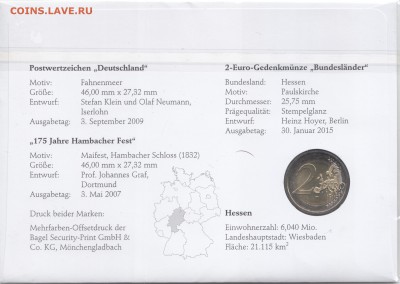 COINS.LAVE.RU
Postwertzeichen „Deutschland"
Motiv: Fahnenmeer
Größe: 46,00 mm x 27,32 mm
Entwurf: Stefan Klein und Olaf Neumann,
Iserlohn
Ausgabetag: 3. September 2009
„175 Jahre Hambacher Fest"
Motiv: Maifest, Hambacher Schloss (1832)
Größe: 46,00 mm x 27,32 mm
Entwurf: Prof. Johannes Graf,
Dortmund
Ausgabetag: 3. Mai 2007
Druck beider Marken:
Mehrfarben-Offsetdruck der
Bagel Security-Print GmbH &
Co. KG, Mönchengladbach
2-Euro-Gedenkmünze „Bundesländer"
Bundesland: Hessen
Motiv: Paulskirche
Durchmesser: 25,75 mm
Prägequalität: Stempelglanz
Entwurf: Heinz Hoyer, Berlin
Ausgabetag: 30. Januar 2015
2
Hessen
Einwohnerzahl: 6,040 Mio.
Landeshauptstadt: Wiesbaden
Fläche: 21.115 km²